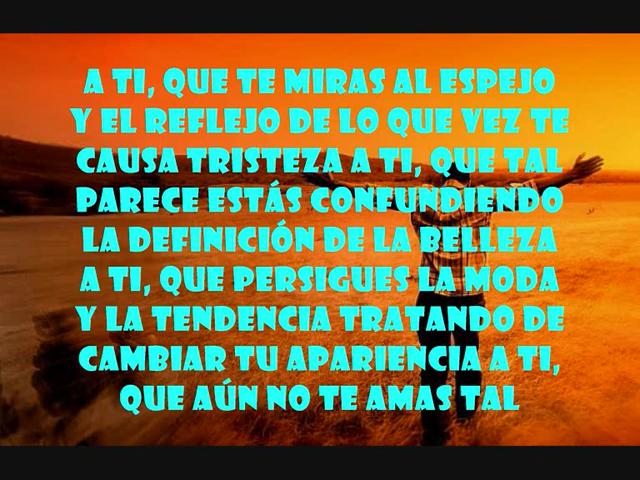 A TI, QUE TE MIRAS AL ESPEJO
Y EL REFLEJO DE LO QUE VEZ TE
CAUSA TRISTEZA A TI, QUE TAL
PARECE ESTÁS CONFUNDIENDO
LA DEFINICIÓN DE LA BELLEZA
A TI, QUE PERSIGUES LA MODA
Y LA TENDENCIA TRATANDO DE
CAMBIAR TU APARIENCIA A TI,
QUE AÚN NO TE AMAS TAL